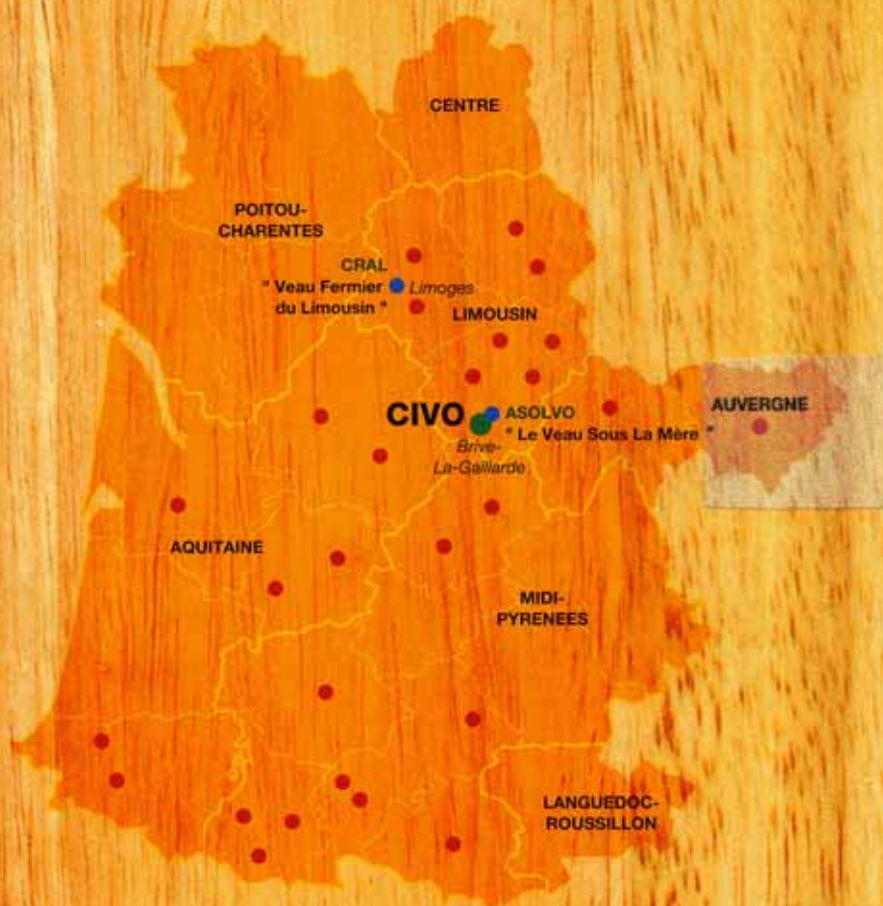 CENTRE
POITOU-
CHARENTES
CRAL
" Veau Fermier
du Limousin "
Limoges
LIMOUSIN
CIVO
ASOLVO
" Le Veau Sous La Mère "
Brive-
La-Gaillarde
AUVERGNE
AQUITAINE
MIDI-
PYRENEES
LANGUEDOC-
ROUSSILLON